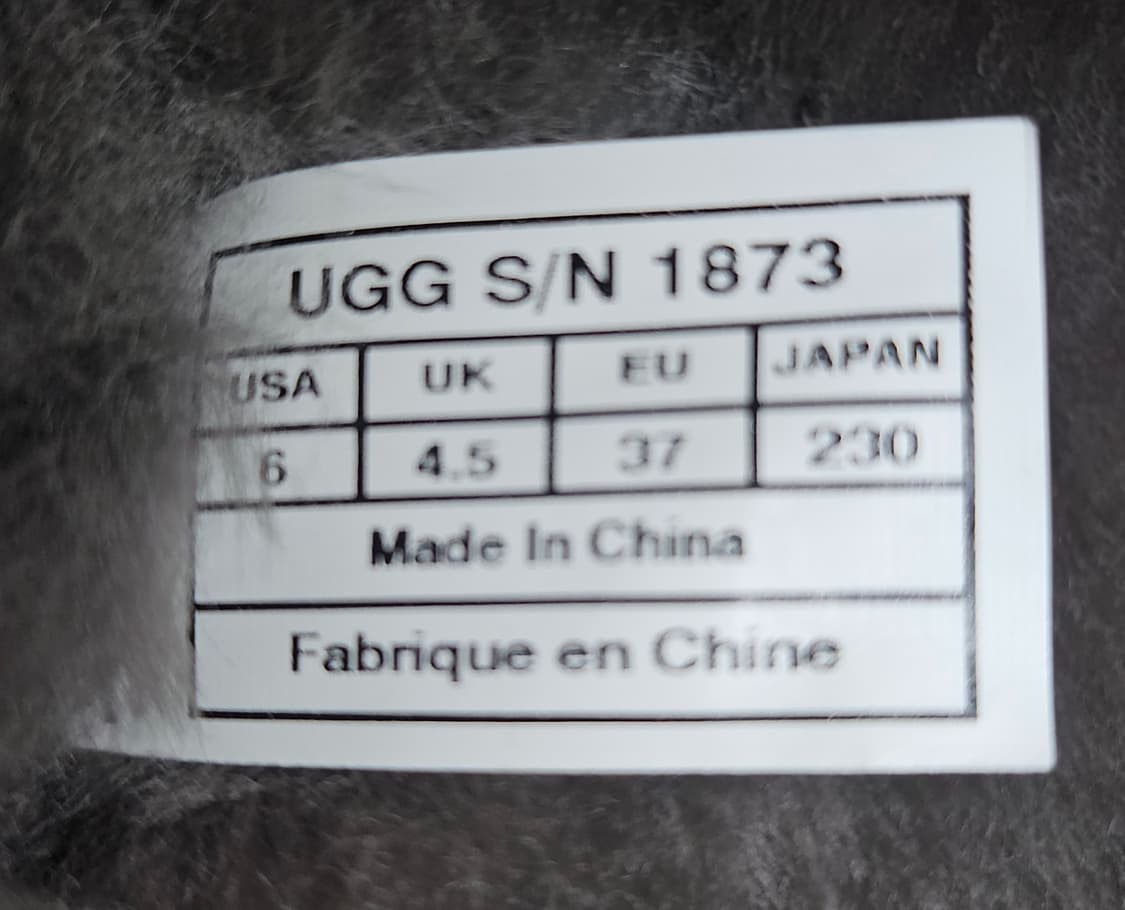 UGG S/N 1873
USA UK EU JAPAN
6 4.5 37 230
Made In China
Fabrique en Chine